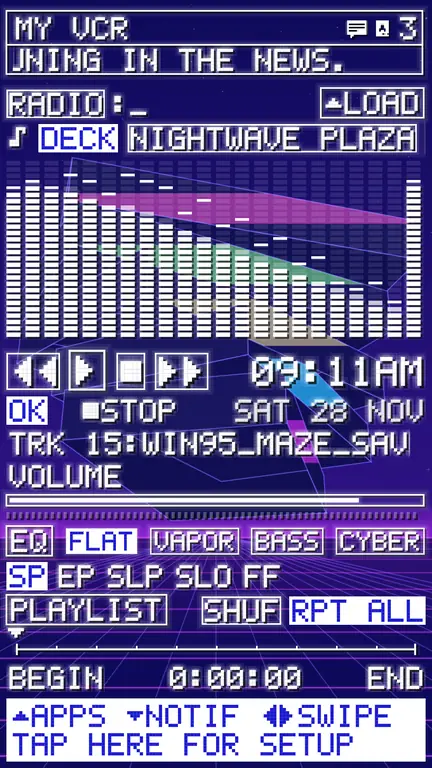 MY VCR 3
JNING IN THE NEWS.
RADIO:_ LOAD
DECK NIGHTWAVE PLAZA
09:11AM
OK STOP SAT 28 NOV
TRK 15:WIN95_MAZE_SAV
VOLUME
EQ FLAT VAPOR BASS CYBER
SP EP SLP SLO FF
PLAYLIST SHUF RPT ALL
BEGIN 0:00:00 END
APPS NOTIF SWIPE
TAP HERE FOR SETUP